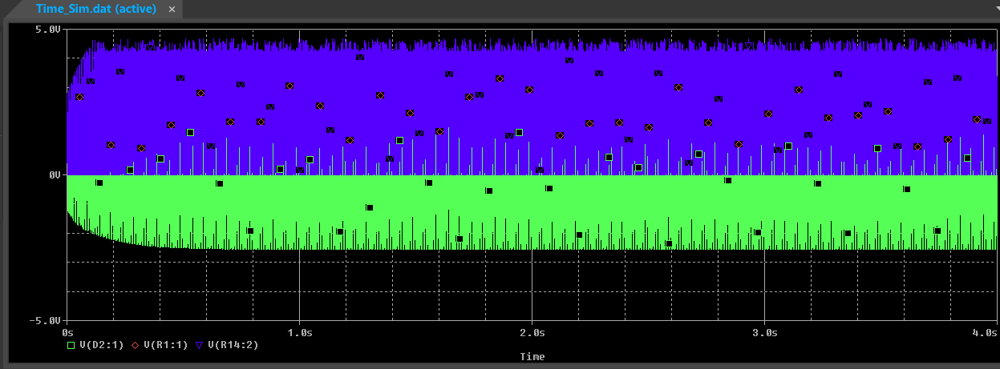 Time_Sim.dat (active) ×
5.0V
0V
-5.0V
0s 1.0s 2.0s 3.0s 4.0s
V(D2:1) V(R1:1) V(R14:2)
Time